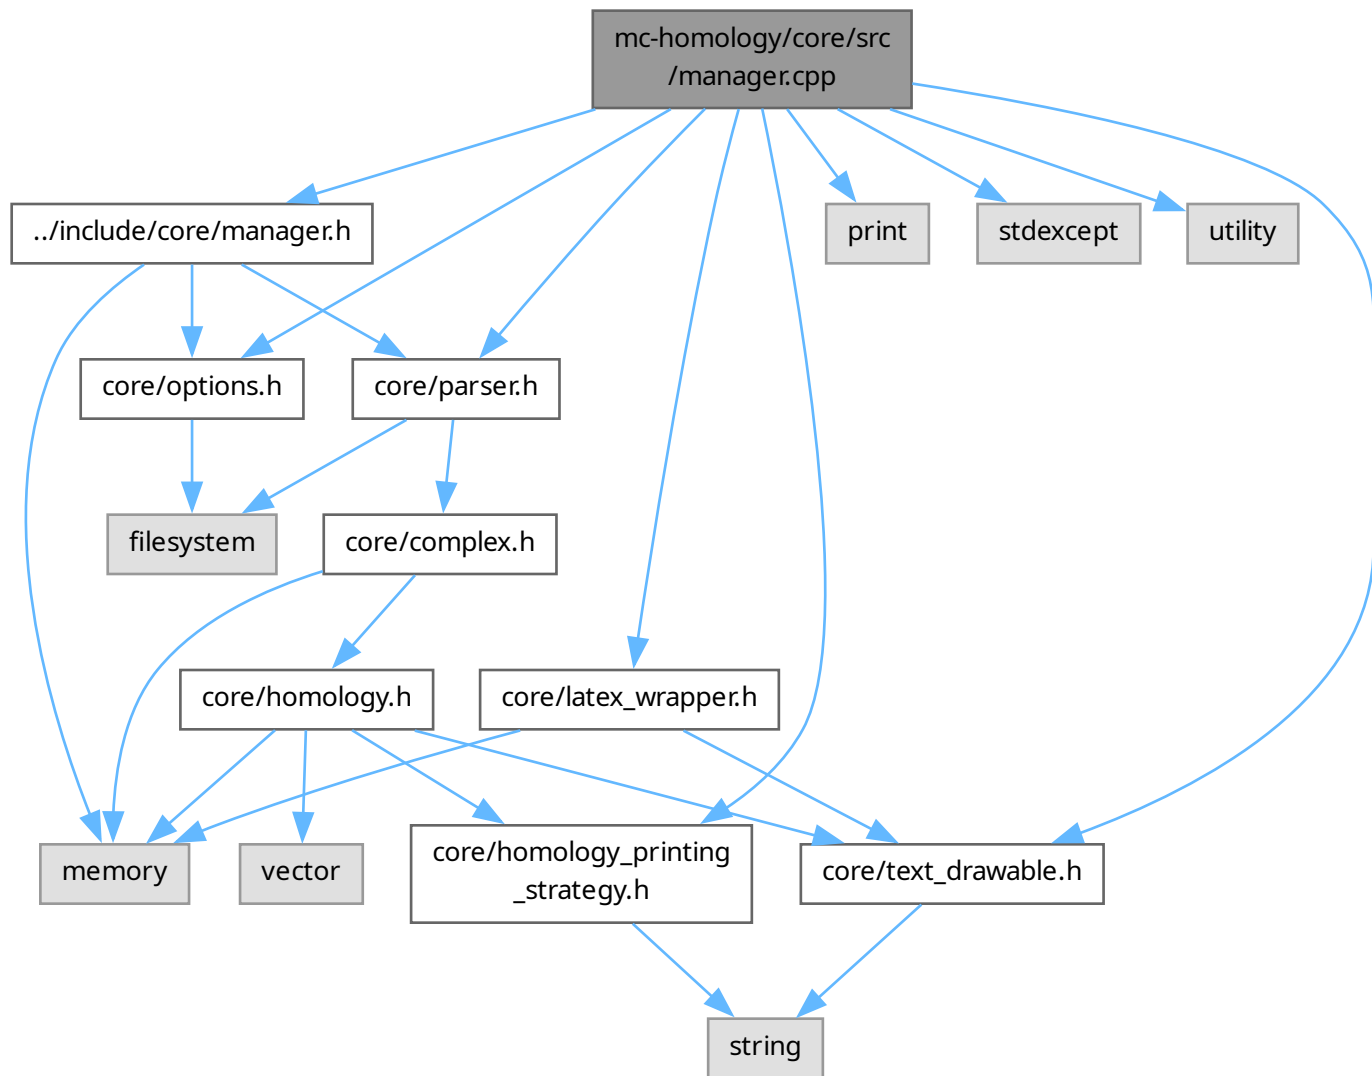 mc-homology/core/src
/manager.cpp
../include/core/manager.h
print
stdexcept
utility
core/options.h
core/parser.h
filesystem
core/complex.h
core/homology.h
core/latex_wrapper.h
memory
vector
core/homology_printing
_strategy.h
core/text_drawable.h
string